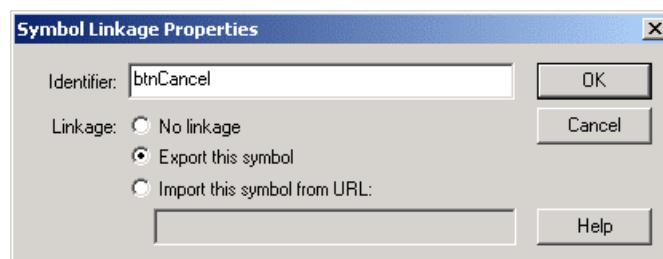 Symbol Linkage Properties
Identifier: btnCancel OK
Linkage: No linkage Cancel
Export this symbol
Import this symbol from URL:
Help